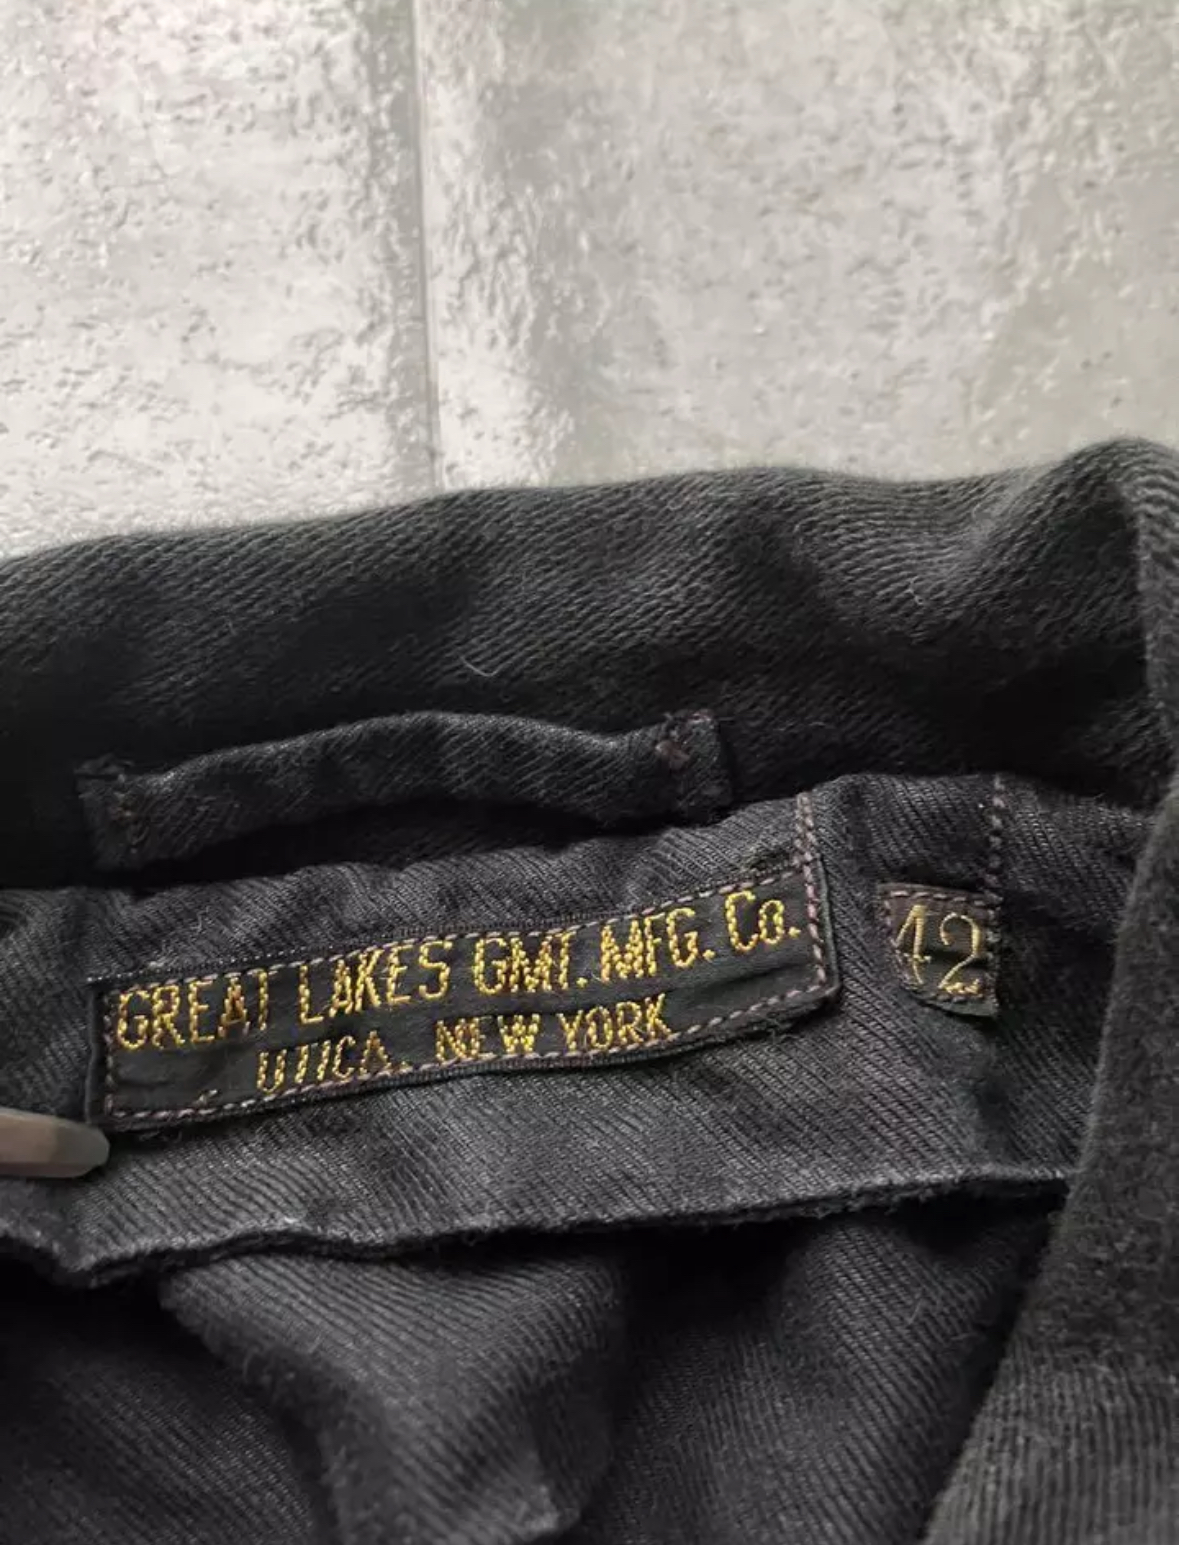 GREAT LAKES GMT. MFG. Co.
UTICA, NEW YORK
42